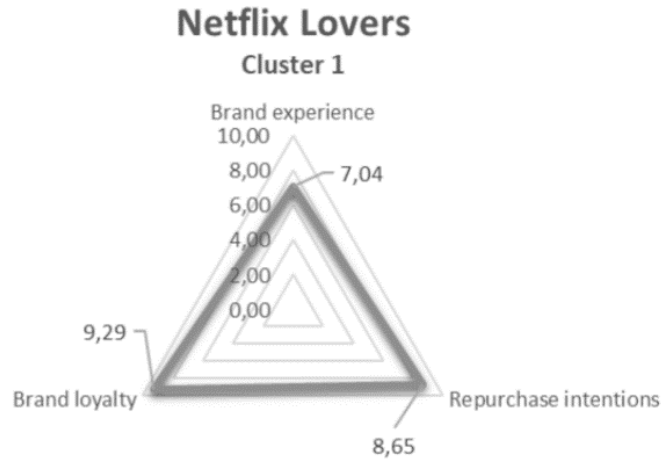 Netflix Lovers
Cluster 1
Brand experience
10,00
8,00
7,04
6,00
4,00
2,00
0,00
9,29
Brand loyalty
Repurchase intentions
8,65